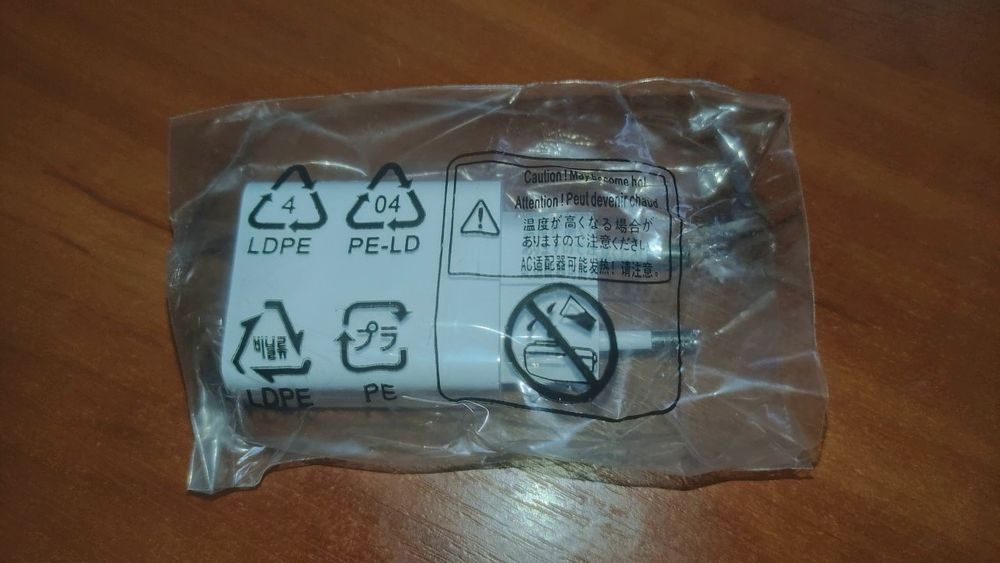 4
LDPE
04
PE-LD
Caution ! May become hot
Attention ! Peut devenir chaud
温度が高くなる場合が
ありますので注意ください。
AC适配器可能发热! 请注意。
비닐류
LDPE
プラ
PE